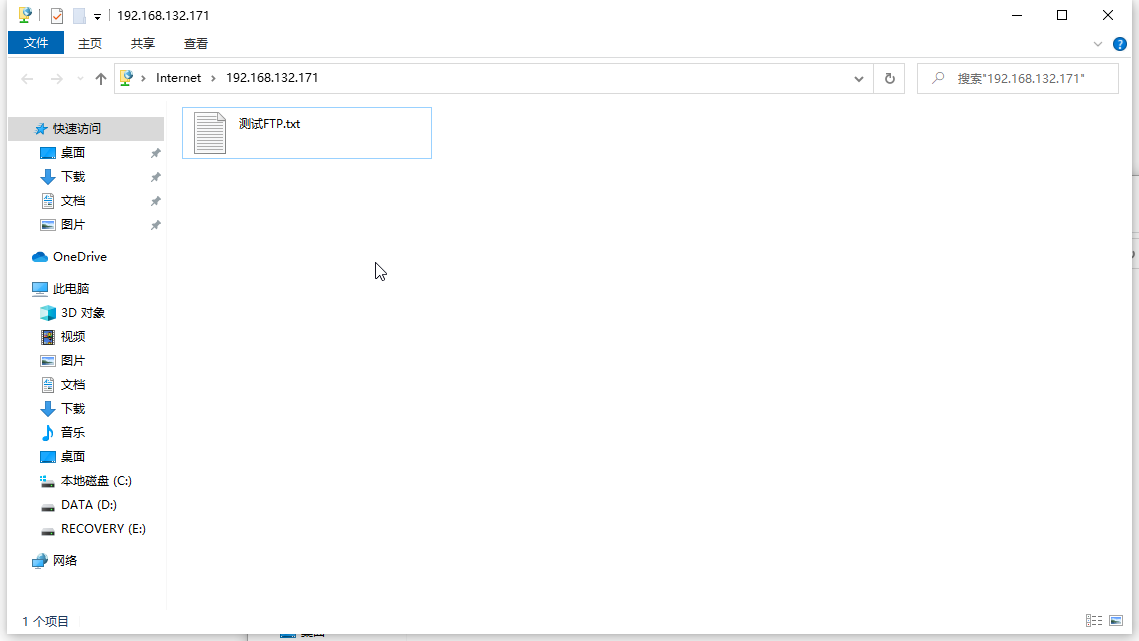 192.168.132.171
文件 主页 共享 查看
Internet 192.168.132.171 搜索"192.168.132.171"
快速访问
测试FTP.txt
桌面
下载
文档
图片
OneDrive
此电脑
3D 对象
视频
图片
文档
下载
音乐
桌面
本地磁盘 (C:)
DATA (D:)
RECOVERY (E:)
网络
1 个项目